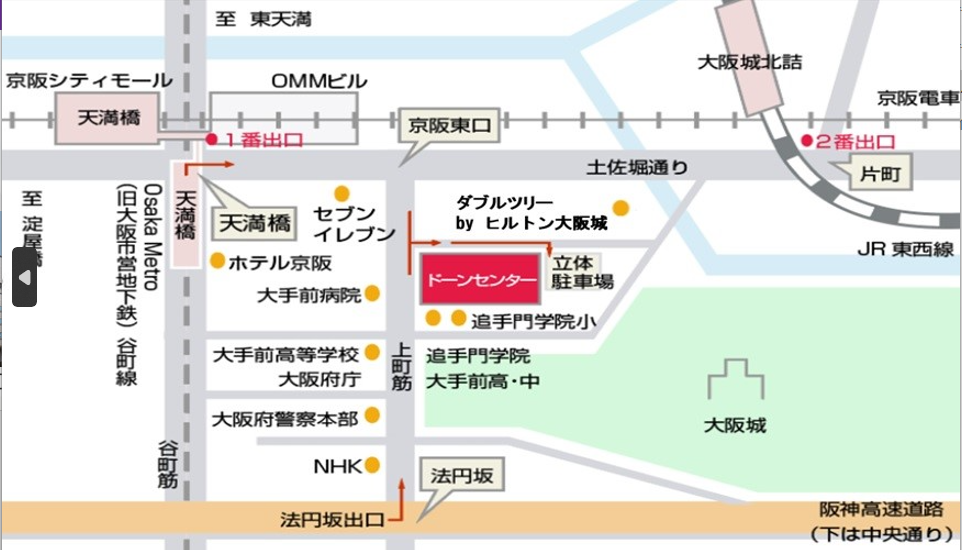 至 東天満
京阪シティモール
OMMビル
大阪城北詰
天満橋
京阪電車
1番出口
京阪東口
2番出口
土佐堀通り
片町
至 淀屋橋
Osaka Metro
(旧大阪市営地下鉄)谷町線
天満橋
天満橋
セブン
イレブン
ダブルツリー
by ヒルトン大阪城
JR東西線
ホテル京阪
ドーンセンター
立体
駐車場
大手前病院
追手門学院小
大手前高等学校
大阪府庁
上町筋
追手門学院
大手前高・中
大阪府警察本部
大阪城
谷町筋
NHK
法円坂
法円坂出口
阪神高速道路
(下は中央通り)